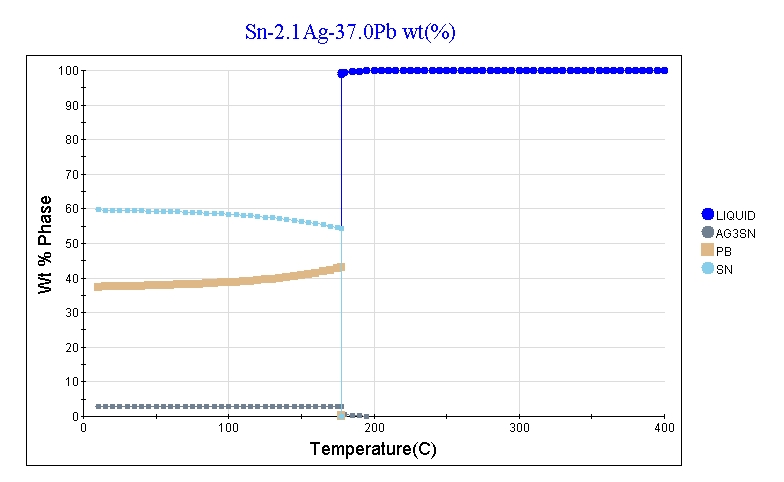 Sn-2.1Ag-37.0Pb wt(%)
100
90
80
70
60
50
40
30
20
10
0
Wt % Phase
0 100 200 300 400
Temperature(C)
LIQUID
AG3SN
PB
SN